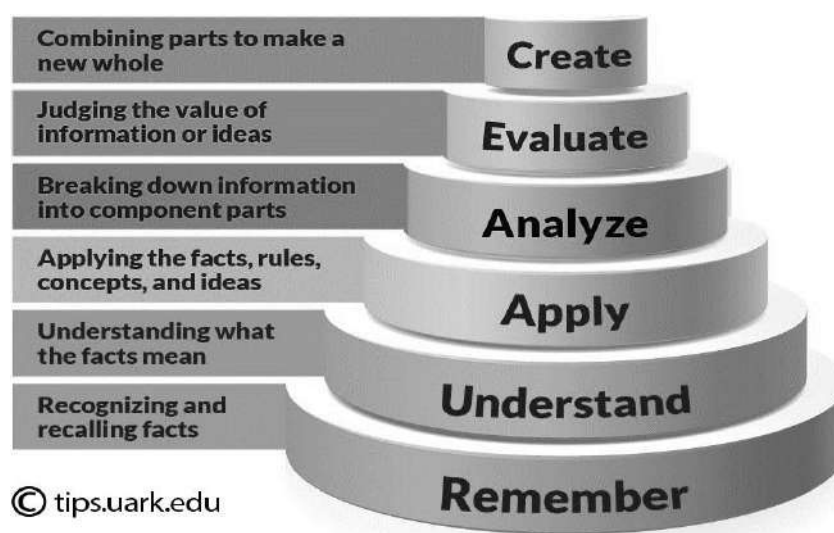 Combining parts to make a
new whole
Create
Judging the value of
information or ideas
Evaluate
Breaking down information
into component parts
Analyze
Applying the facts, rules,
concepts, and ideas
Apply
Understanding what
the facts mean
Understand
Recognizing and
recalling facts
Remember
© tips.uark.edu